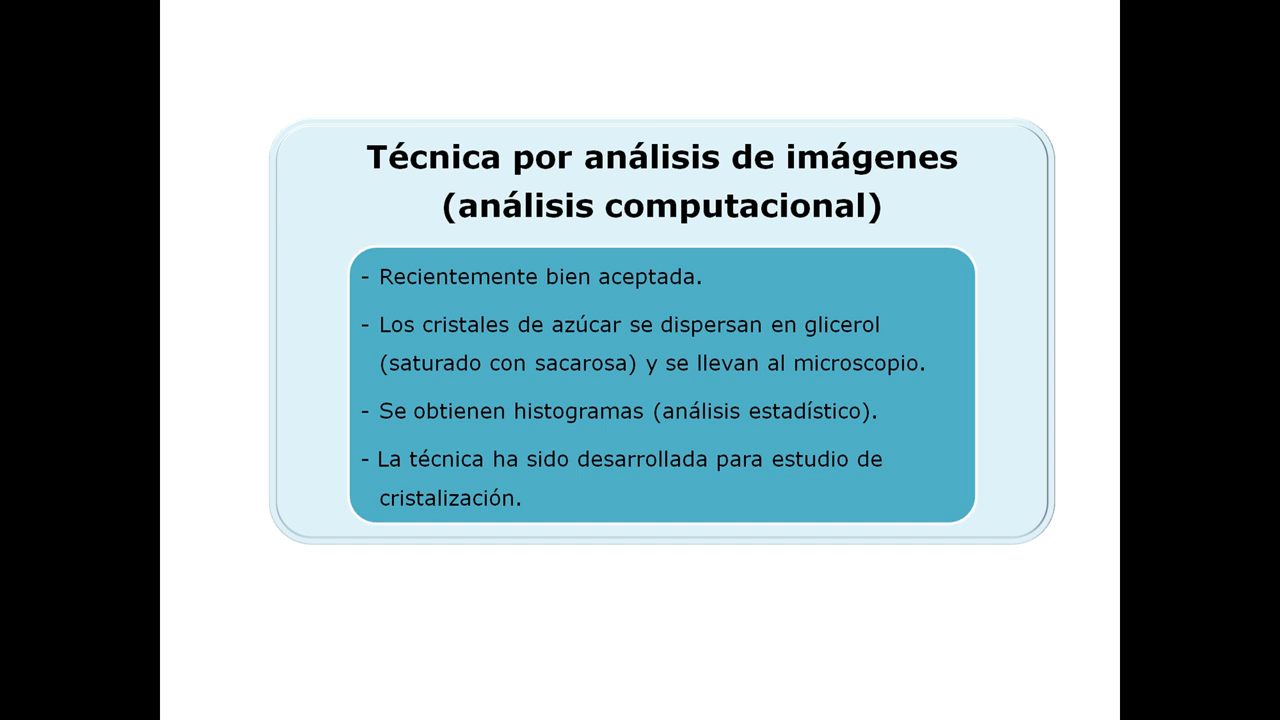 Técnica por análisis de imágenes
(análisis computacional)
- Recientemente bien aceptada.
- Los cristales de azúcar se dispersan en glicerol
(saturado con sacarosa) y se llevan al microscopio.
- Se obtienen histogramas (análisis estadístico).
- La técnica ha sido desarrollada para estudio de
cristalización.